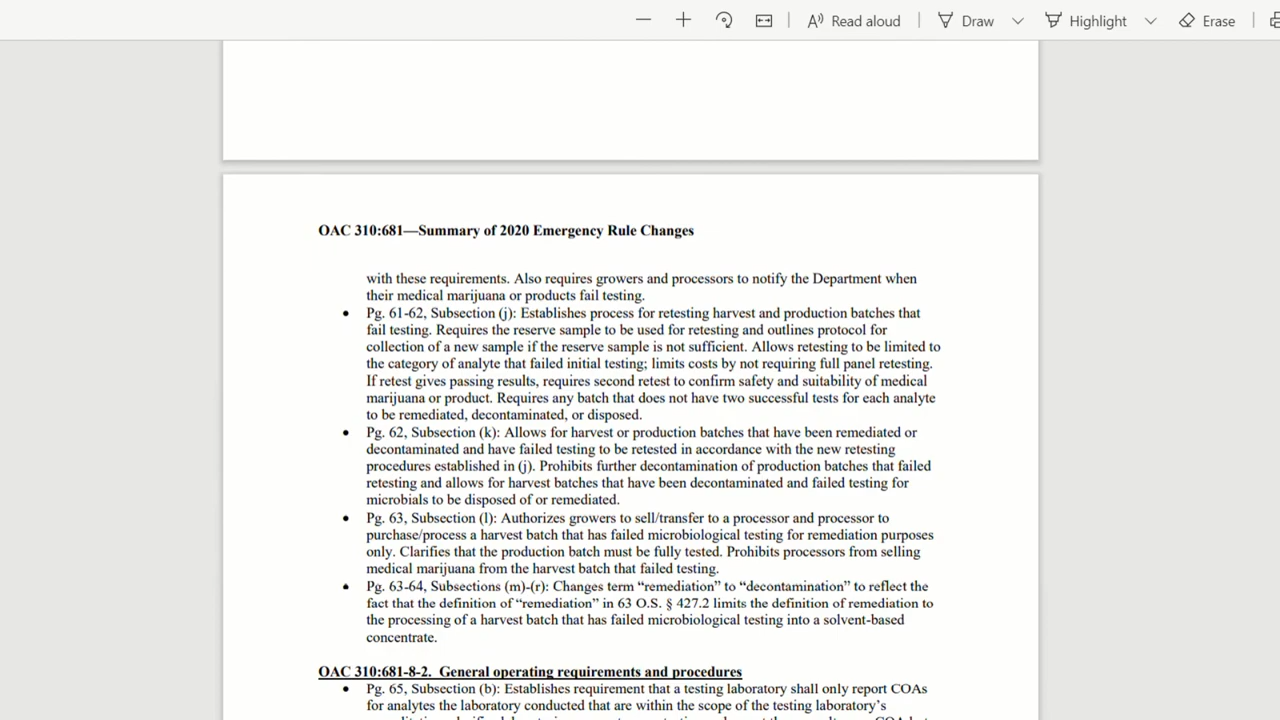 Read aloud
Draw
Highlight
Erase
OAC 310:681—Summary of 2020 Emergency Rule Changes
with these requirements. Also requires growers and processors to notify the Department when
their medical marijuana or products fail testing.
• Pg. 61-62, Subsection (j): Establishes process for retesting harvest and production batches that
fail testing. Requires the reserve sample to be used for retesting and outlines protocol for
collection of a new sample if the reserve sample is not sufficient. Allows retesting to be limited to
the category of analyte that failed initial testing; limits costs by not requiring full panel retesting.
If retest gives passing results, requires second retest to confirm safety and suitability of medical
marijuana or product. Requires any batch that does not have two successful tests for each analyte
to be remediated, decontaminated, or disposed.
• Pg. 62, Subsection (k): Allows for harvest or production batches that have been remediated or
decontaminated and have failed testing to be retested in accordance with the new retesting
procedures established in (j). Prohibits further decontamination of production batches that failed
retesting and allows for harvest batches that have been decontaminated and failed testing for
microbials to be disposed of or remediated.
• Pg. 63, Subsection (l): Authorizes growers to sell/transfer to a processor and processor to
purchase/process a harvest batch that has failed microbiological testing for remediation purposes
only. Clarifies that the production batch must be fully tested. Prohibits processors from selling
medical marijuana from the harvest batch that failed testing.
• Pg. 63-64, Subsections (m)-(r): Changes term “remediation” to “decontamination” to reflect the
fact that the definition of “remediation” in 63 O.S. § 427.2 limits the definition of remediation to
the processing of a harvest batch that has failed microbiological testing into a solvent-based
concentrate.
OAC 310:681-8-2. General operating requirements and procedures
• Pg. 65, Subsection (b): Establishes requirement that a testing laboratory shall only report COAs
for analytes the laboratory conducted that are within the scope of the testing laboratory’s